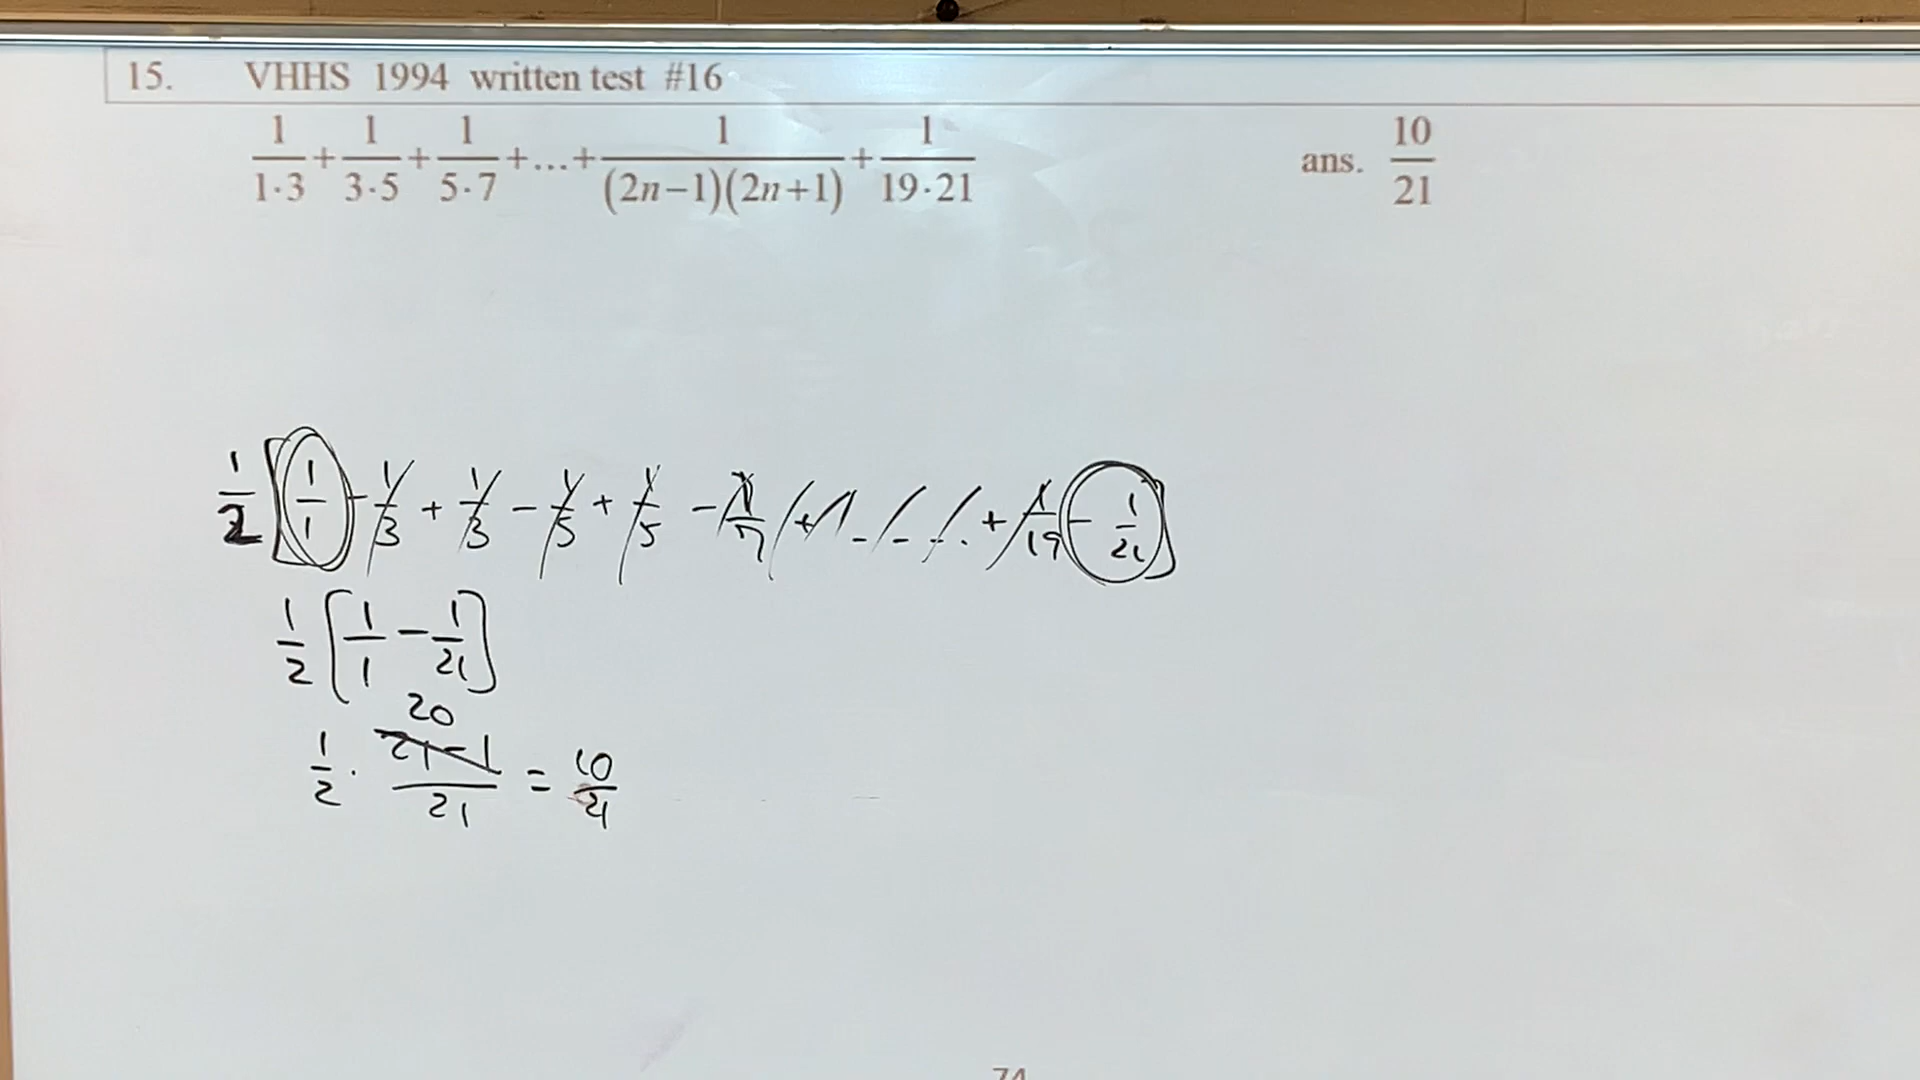 15. VHHS 1994 written test #16
1/(1·3) + 1/(3·5) + 1/(5·7) +...+ 1/((2n−1)(2n+1)) + 1/(19·21) ans. 10/21
1/2 [1/1 - 1/3 + 1/3 - 1/5 + 1/5 - 1/7 + ... + 1/19 - 1/21]
1/2 [1/1 - 1/21]
20
1/2 · (21-1)/21 = 10/21
74